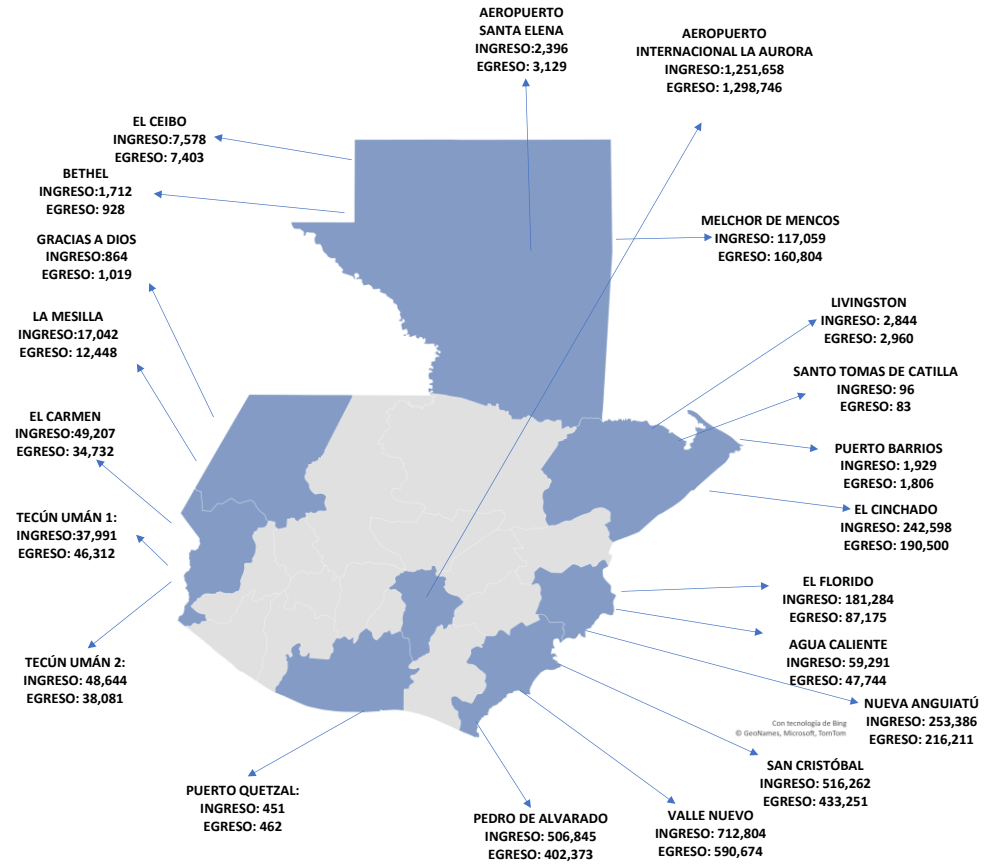 AEROPUERTO
SANTA ELENA
INGRESO:2,396
EGRESO: 3,129
AEROPUERTO
INTERNACIONAL LA AURORA
INGRESO:1,251,658
EGRESO: 1,298,746
EL CEIBO
INGRESO:7,578
EGRESO: 7,403
BETHEL
INGRESO:1,712
EGRESO: 928
GRACIAS A DIOS
INGRESO:864
EGRESO: 1,019
LA MESILLA
INGRESO:17,042
EGRESO: 12,448
EL CARMEN
INGRESO:49,207
EGRESO: 34,732
TECÚN UMÁN 1:
INGRESO:37,991
EGRESO: 46,312
TECÚN UMÁN 2:
INGRESO: 48,644
EGRESO: 38,081
MELCHOR DE MENCOS
INGRESO: 117,059
EGRESO: 160,804
LIVINGSTON
INGRESO: 2,844
EGRESO: 2,960
SANTO TOMAS DE CATILLA
INGRESO: 96
EGRESO: 83
PUERTO BARRIOS
INGRESO: 1,929
EGRESO: 1,806
EL CINCHADO
INGRESO: 242,598
EGRESO: 190,500
EL FLORIDO
INGRESO: 181,284
EGRESO: 87,175
AGUA CALIENTE
INGRESO: 59,291
EGRESO: 47,744
NUEVA ANGUIATÚ
INGRESO: 253,386
EGRESO: 216,211
Con tecnología de Bing
© GeoNames, Microsoft, TomTom
SAN CRISTÓBAL
INGRESO: 516,262
EGRESO: 433,251
PUERTO QUETZAL:
INGRESO: 451
EGRESO: 462
PEDRO DE ALVARADO
INGRESO: 506,845
EGRESO: 402,373
VALLE NUEVO
INGRESO: 712,804
EGRESO: 590,674